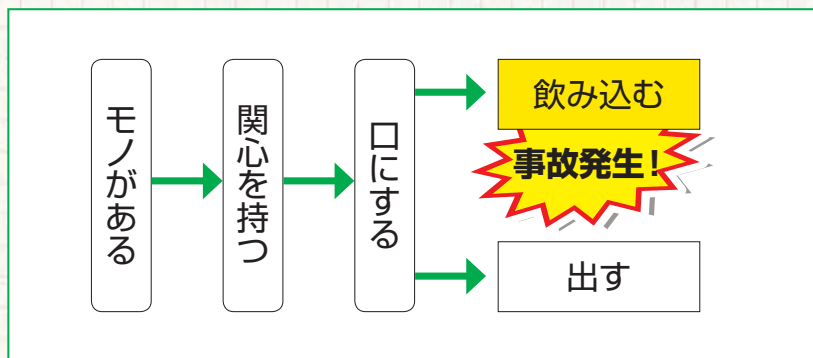 モノがある
関心を持つ
口にする
飲み込む
事故発生！
出す